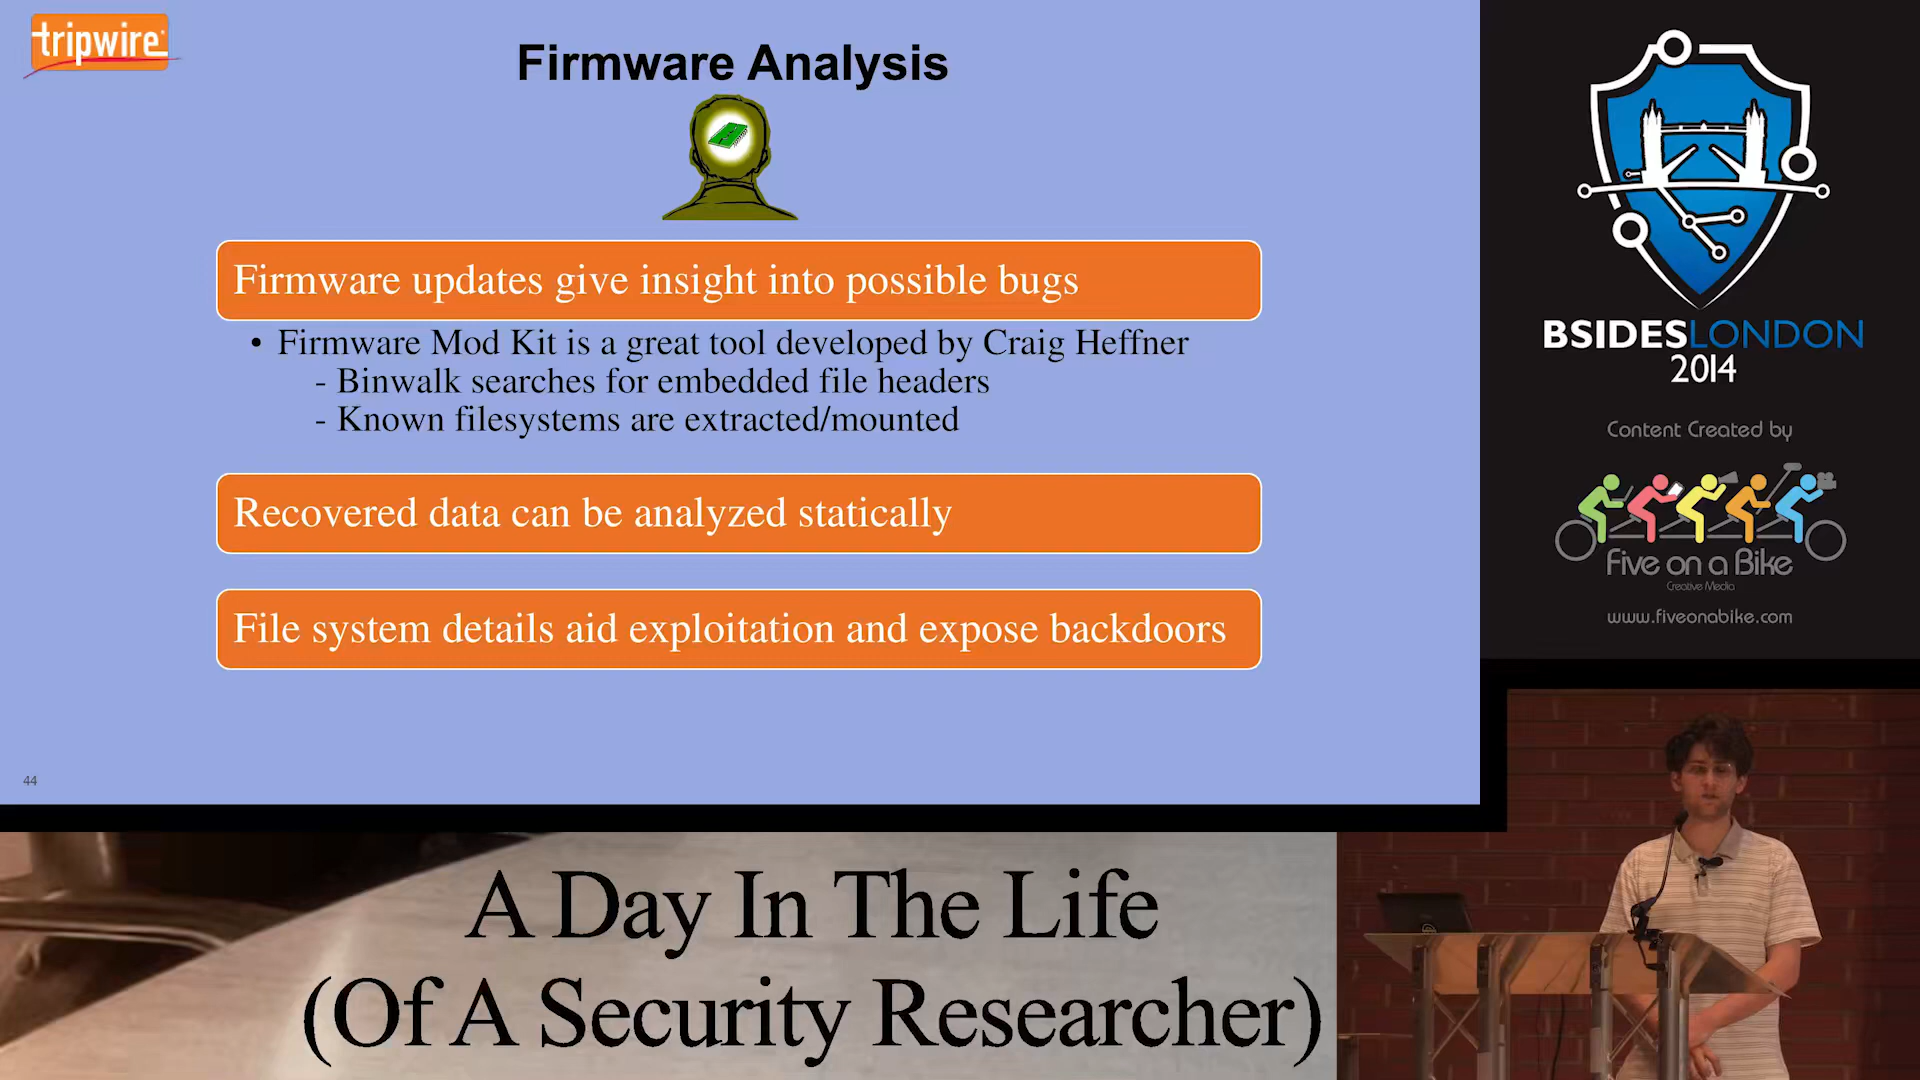 tripwire
Firmware Analysis
Firmware updates give insight into possible bugs
• Firmware Mod Kit is a great tool developed by Craig Heffner
- Binwalk searches for embedded file headers
- Known filesystems are extracted/mounted
Recovered data can be analyzed statically
File system details aid exploitation and expose backdoors
44
BSIDESLONDON
2014
Content Created by
Five on a Bike
Creative Media
www.fiveonabike.com
A Day In The Life
(Of A Security Researcher)